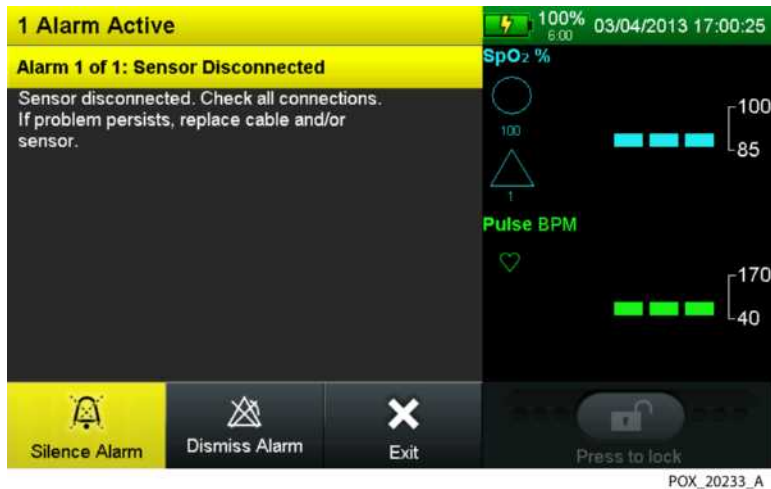 1 Alarm Active
100%
6:00
03/04/2013 17:00:25
Alarm 1 of 1: Sensor Disconnected
Sensor disconnected. Check all connections.
If problem persists, replace cable and/or
sensor.
SpO₂ %
100
1
100
85
Pulse BPM
170
40
Silence Alarm
Dismiss Alarm
Exit
Press to lock
POX_20233_A